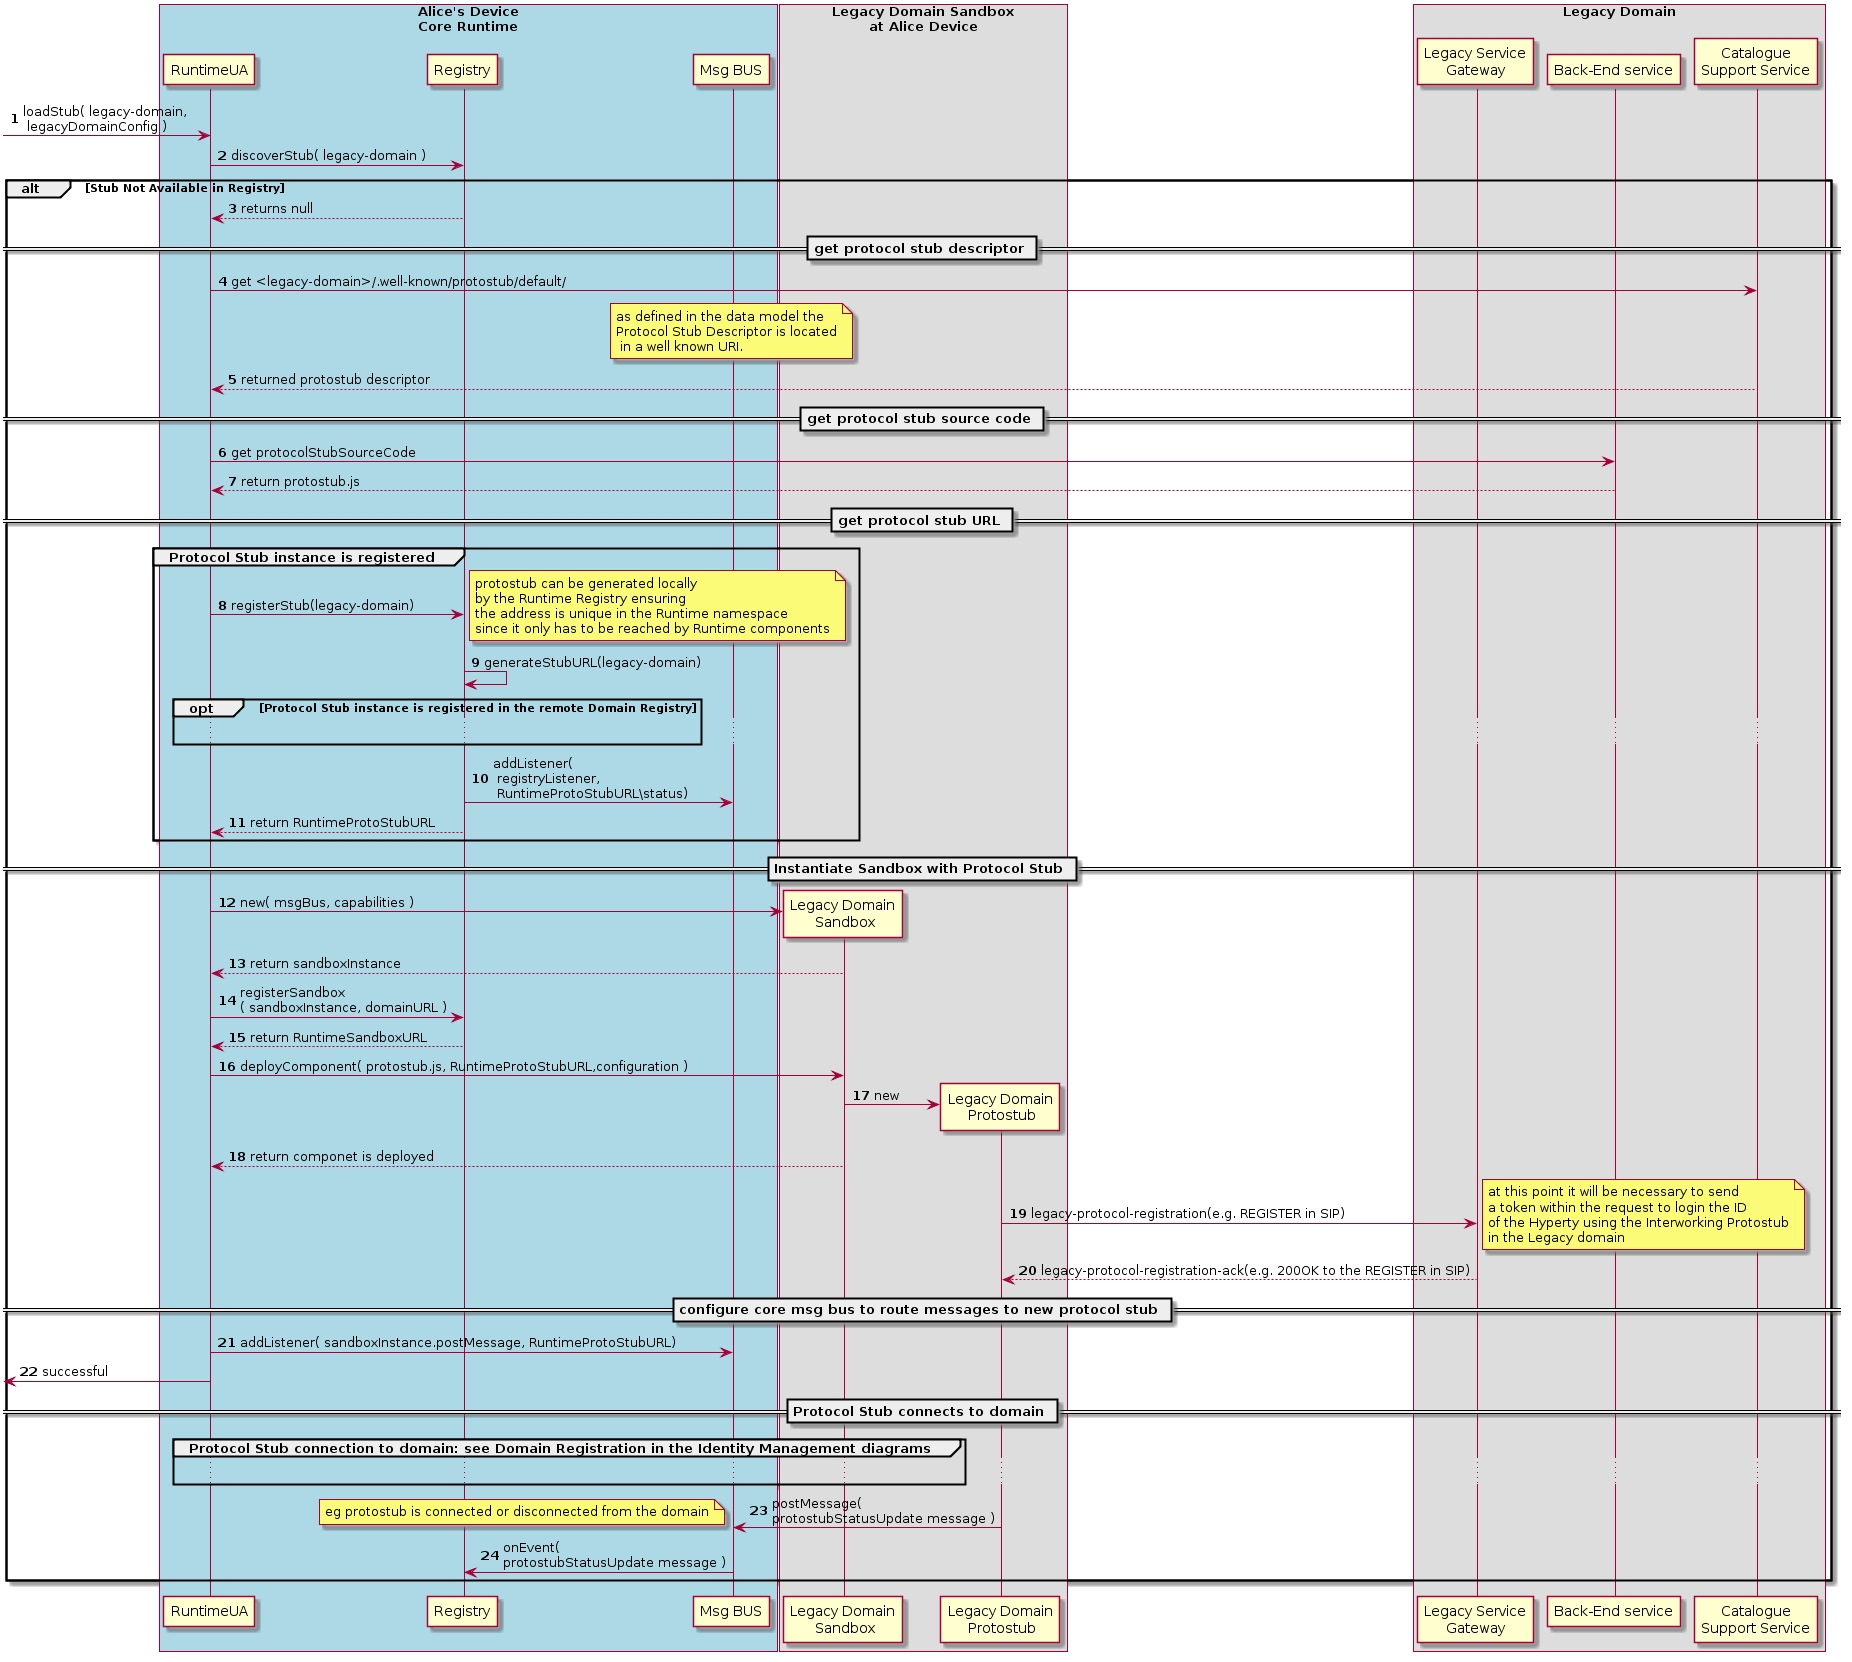 Alice's Device
Core Runtime
Legacy Domain Sandbox
at Alice Device
Legacy Domain
RuntimeUA
Registry
Msg BUS
Legacy Service
Gateway
Back-End service
Catalogue
Support Service
1 loadStub( legacy-domain,
legacyDomainConfig )
2 discoverStub( legacy-domain )
alt [Stub Not Available in Registry]
3 returns null
get protocol stub descriptor
4 get <legacy-domain>/.well-known/protostub/default/
as defined in the data model the
Protocol Stub Descriptor is located
in a well known URI.
5 returned protostub descriptor
get protocol stub source code
6 get protocolStubSourceCode
7 return protostub.js
get protocol stub URL
Protocol Stub instance is registered
protostub can be generated locally
by the Runtime Registry ensuring
the address is unique in the Runtime namespace
since it only has to be reached by Runtime components
8 registerStub(legacy-domain)
9 generateStubURL(legacy-domain)
opt [Protocol Stub instance is registered in the remote Domain Registry]
10 addListener(
registryListener,
RuntimeProtoStubURL\status)
11 return RuntimeProtoStubURL
Instantiate Sandbox with Protocol Stub
12 new( msgBus, capabilities )
Legacy Domain
Sandbox
13 return sandboxInstance
14 registerSandbox
( sandboxInstance, domainURL )
15 return RuntimeSandboxURL
16 deployComponent( protostub.js, RuntimeProtoStubURL,configuration )
17 new
Legacy Domain
Protostub
18 return componet is deployed
19 legacy-protocol-registration(e.g. REGISTER in SIP)
at this point it will be necessary to send
a token within the request to login the ID
of the Hyperty using the Interworking Protostub
in the Legacy domain
20 legacy-protocol-registration-ack(e.g. 200OK to the REGISTER in SIP)
configure core msg bus to route messages to new protocol stub
21 addListener( sandboxInstance.postMessage, RuntimeProtoStubURL)
22 successful
Protocol Stub connects to domain
Protocol Stub connection to domain: see Domain Registration in the Identity Management diagrams
eg protostub is connected or disconnected from the domain
23 postMessage(
protostubStatusUpdate message )
24 onEvent(
protostubStatusUpdate message )
RuntimeUA
Registry
Msg BUS
Legacy Domain
Sandbox
Legacy Domain
Protostub
Legacy Service
Gateway
Back-End service
Catalogue
Support Service